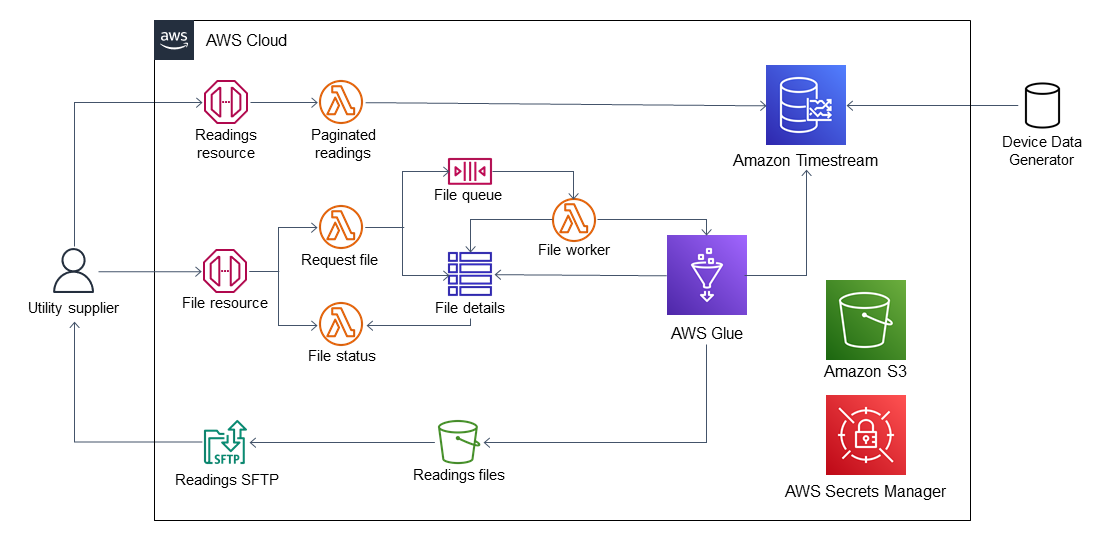 aws
AWS Cloud
Readings
resource
Paginated
readings
Amazon Timestream
Device Data
Generator
File queue
Request file
File worker
Utility supplier
File resource
File details
File status
AWS Glue
Amazon S3
SFTP
Readings SFTP
Readings files
AWS Secrets Manager